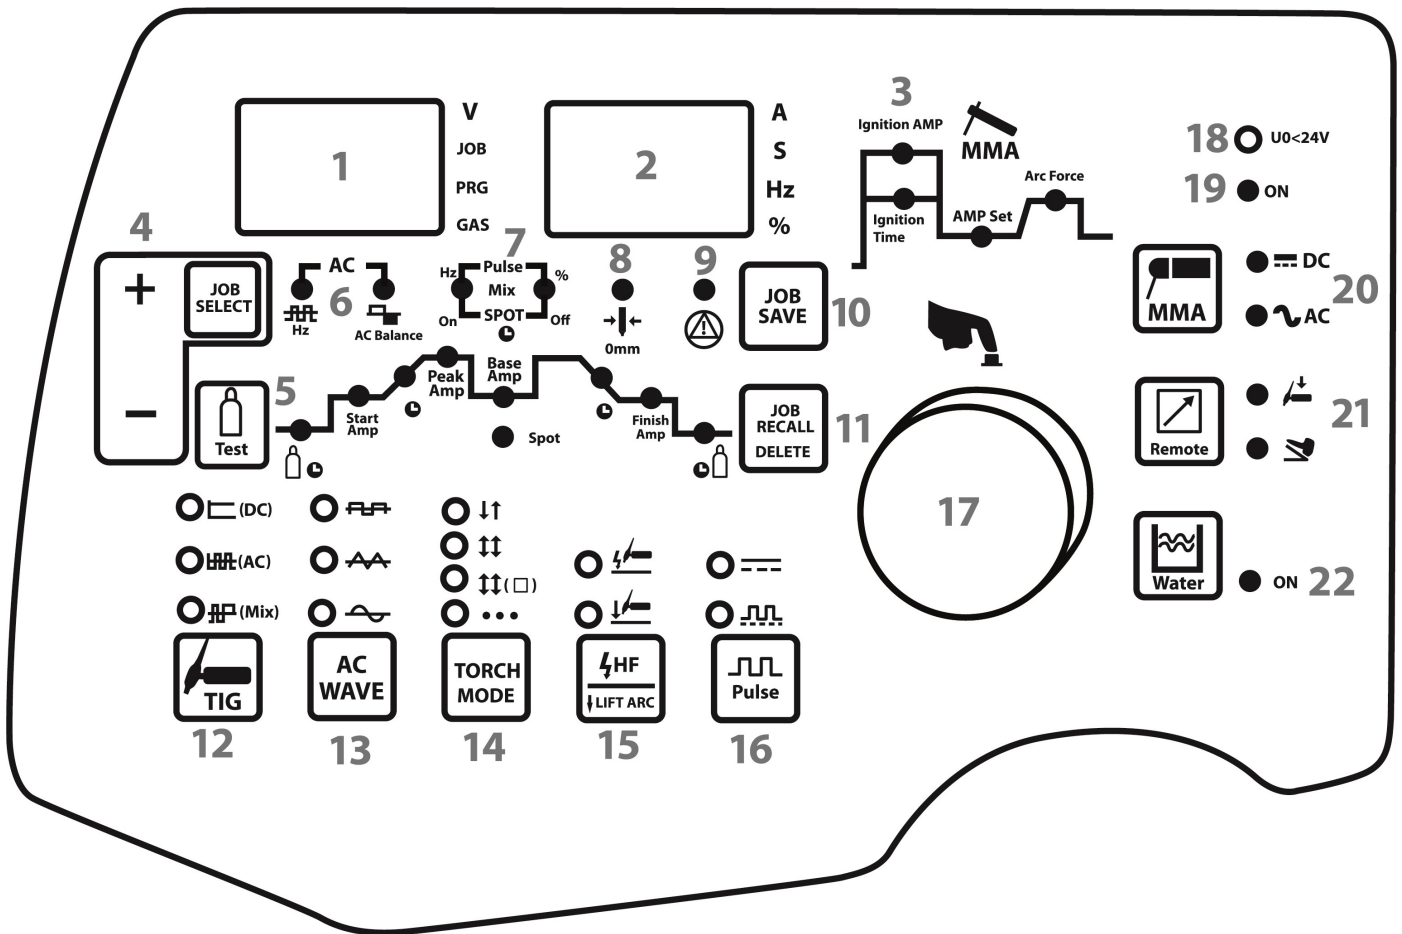 1
V
JOB
PRG
GAS
2
A
S
Hz
%
3
Ignition AMP
MMA
Ignition
Time
AMP Set
Arc Force
18
U0<24V
19
ON
4
+
−
JOB
SELECT
AC
6
Hz
AC Balance
7
Hz
Pulse
%
Mix
On
SPOT
Off
8
0mm
9
JOB
SAVE
10
MMA
DC
AC
20
5
Test
Start
Amp
Peak
Amp
Base
Amp
Spot
Finish
Amp
JOB
RECALL
DELETE
11
17
Remote
21
Water
ON
22
(DC)
(AC)
(Mix)
TIG
12
AC
WAVE
13
↓↑
↕↕
↕↕(□)
•••
TORCH
MODE
14
HF
LIFT ARC
15
Pulse
16